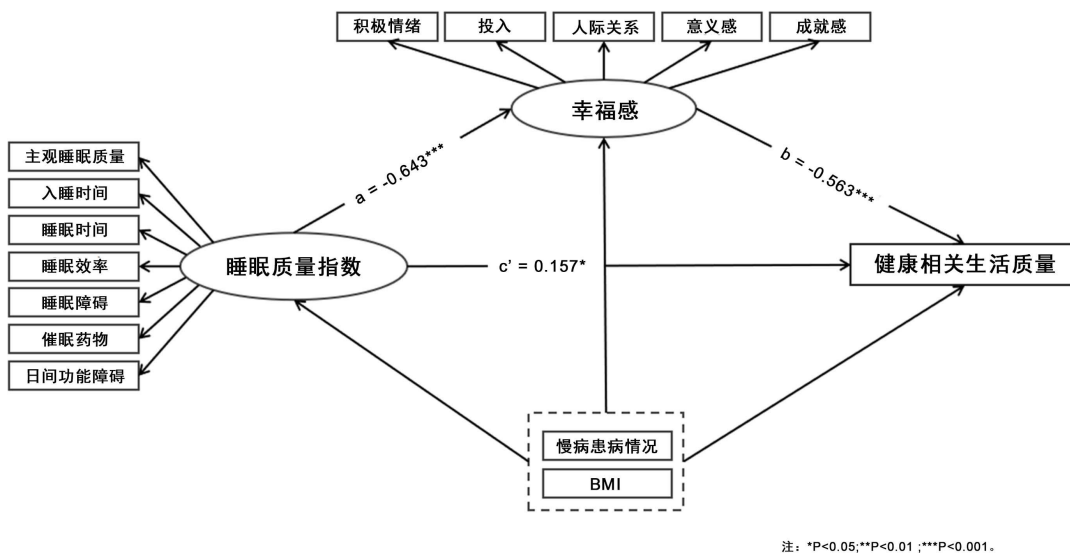 积极情绪
投入
人际关系
意义感
成就感
幸福感
a = -0.643***
b = -0.563***
主观睡眠质量
入睡时间
睡眠时间
睡眠效率
睡眠障碍
催眠药物
日间功能障碍
睡眠质量指数
c' = 0.157*
健康相关生活质量
慢病患病情况
BMI
注：*P<0.05;**P<0.01 ;***P<0.001。